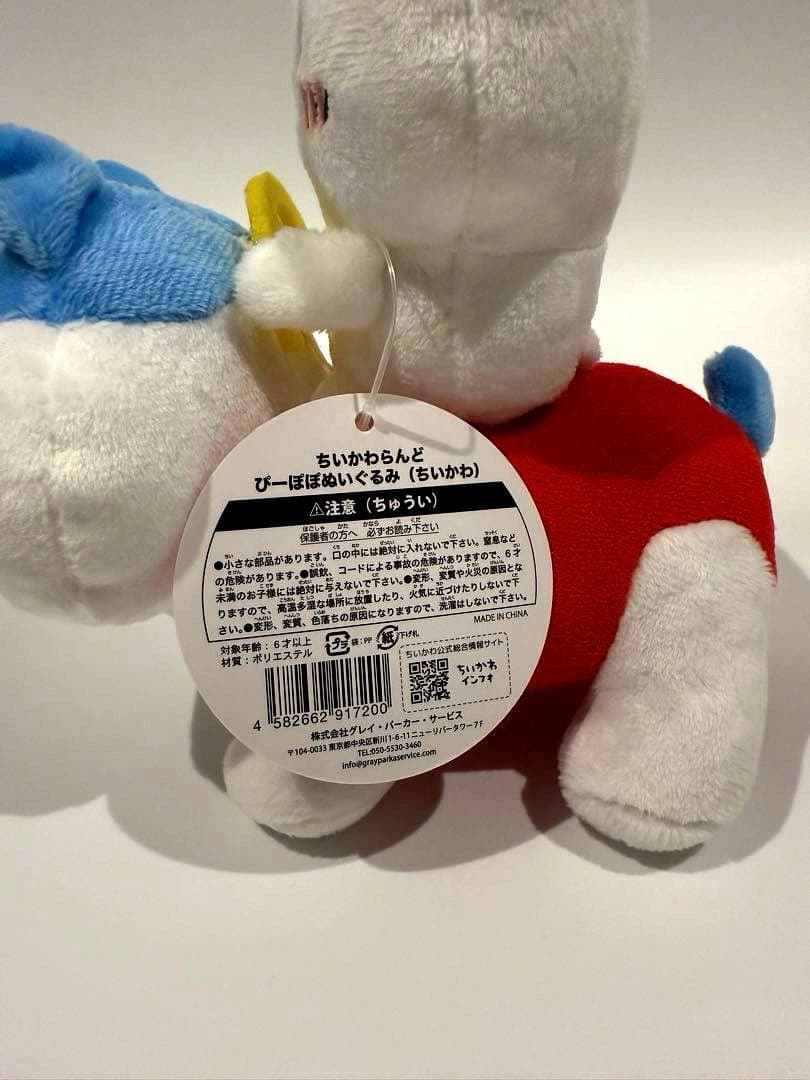 ちいかわらんど
ぴーぽぽぬいぐるみ（ちいかわ）
⚠注意（ちゅうい）
保護者の方へ 必ずお読み下さい
●小さな部品があります。口の中には絶対に入れないで下さい。窒息など
の危険があります。●誤飲、コードによる事故の危険がありますので、6才
未満のお子様には絶対に与えないで下さい。●変形、変質や火災の原因とな
りますので、高温多湿な場所に放置したり、火気に近づけたりしないで下
さい。●変形、変質、色落ちの原因になりますので、洗濯はしないで下さい。
MADE IN CHINA
対象年齢：6才以上
材質：ポリエステル
プラ 袋：PP 紙 下げ札
ちいかわ公式総合情報サイト
ちいかわ
インフォ
4 582662 917200
株式会社グレイ・パーカー・サービス
〒104-0033 東京都中央区新川1-6-11ニューリバータワー7F
TEL:050-5530-3460
info@grayparkaservice.com